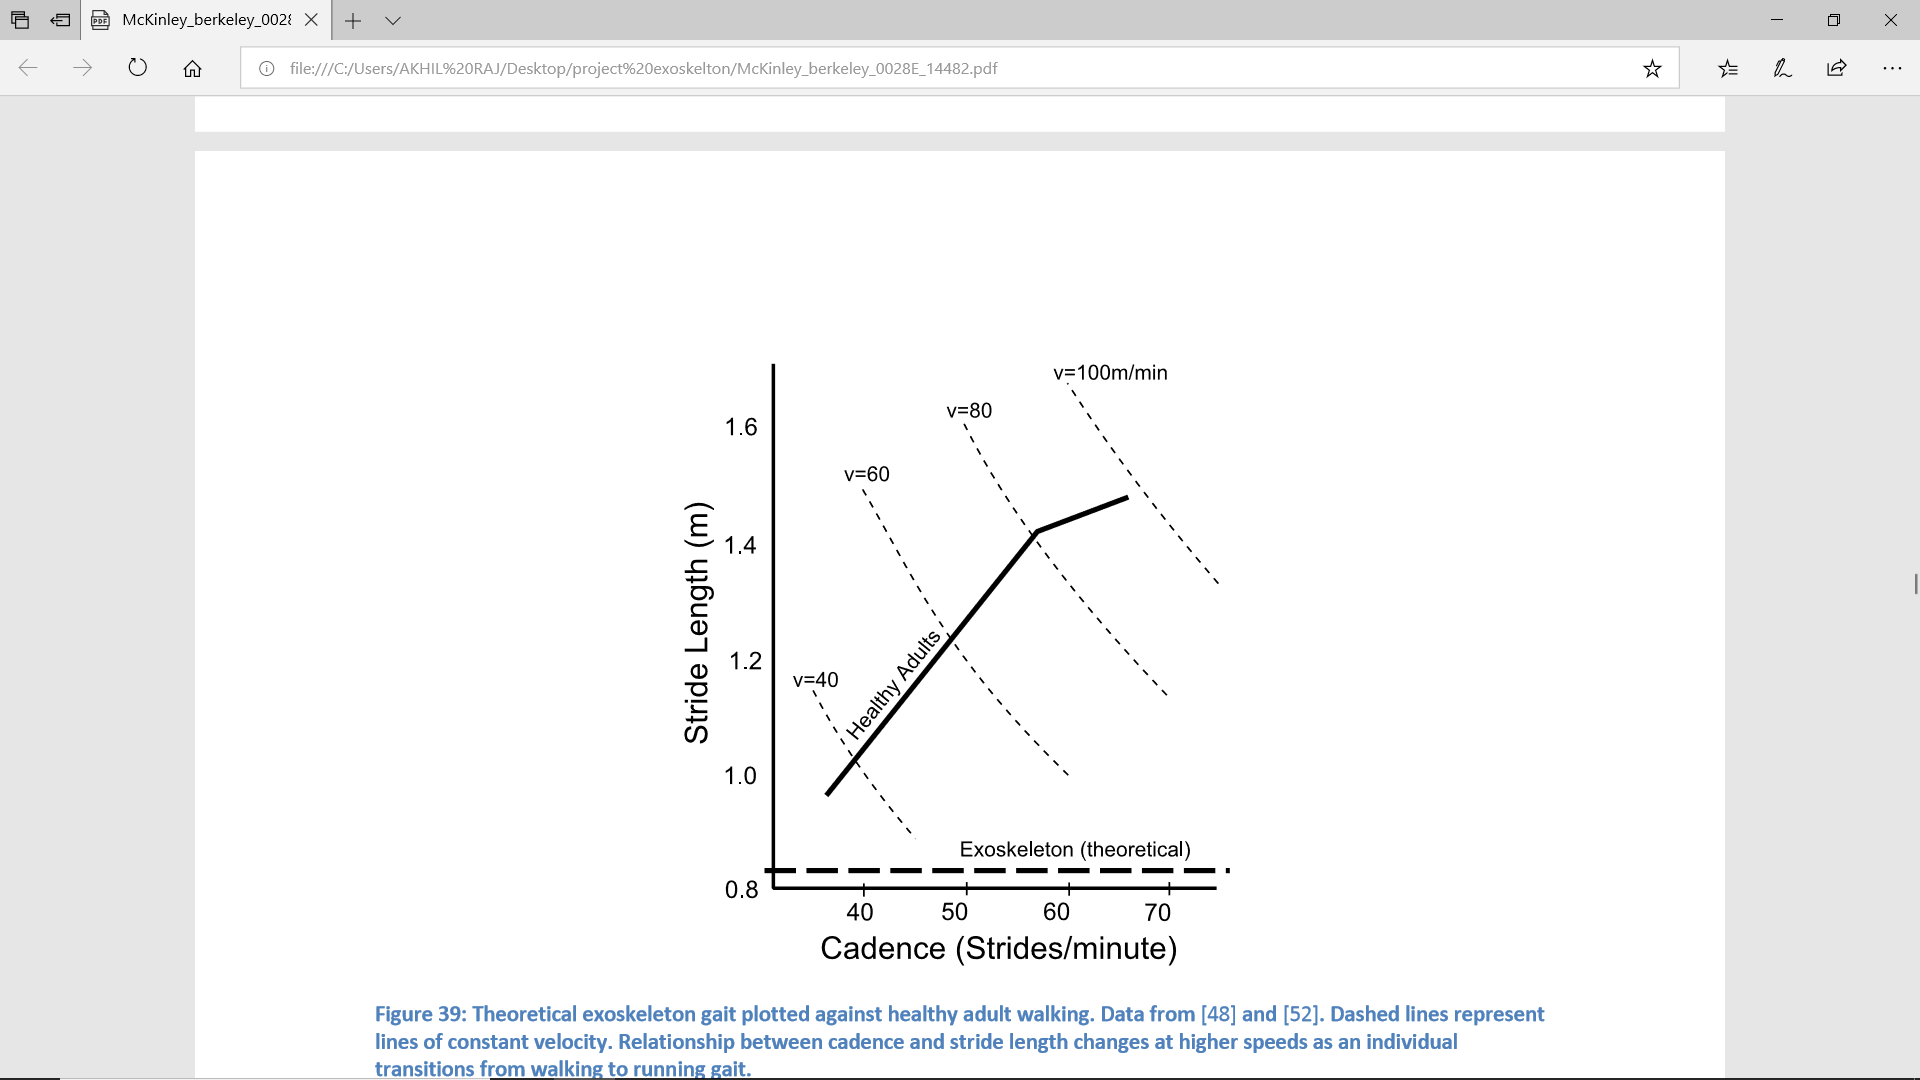 McKinley_berkeley_0028
file:///C:/Users/AKHIL%20RAJ/Desktop/project%20exoskelton/McKinley_berkeley_0028E_14482.pdf
v=100m/min
v=80
1.6
v=60
1.4
Stride Length (m)
Healthy Adults
1.2
v=40
1.0
Exoskeleton (theoretical)
0.8
40 50 60 70
Cadence (Strides/minute)
Figure 39: Theoretical exoskeleton gait plotted against healthy adult walking. Data from [48] and [52]. Dashed lines represent
lines of constant velocity. Relationship between cadence and stride length changes at higher speeds as an individual
transitions from walking to running gait.